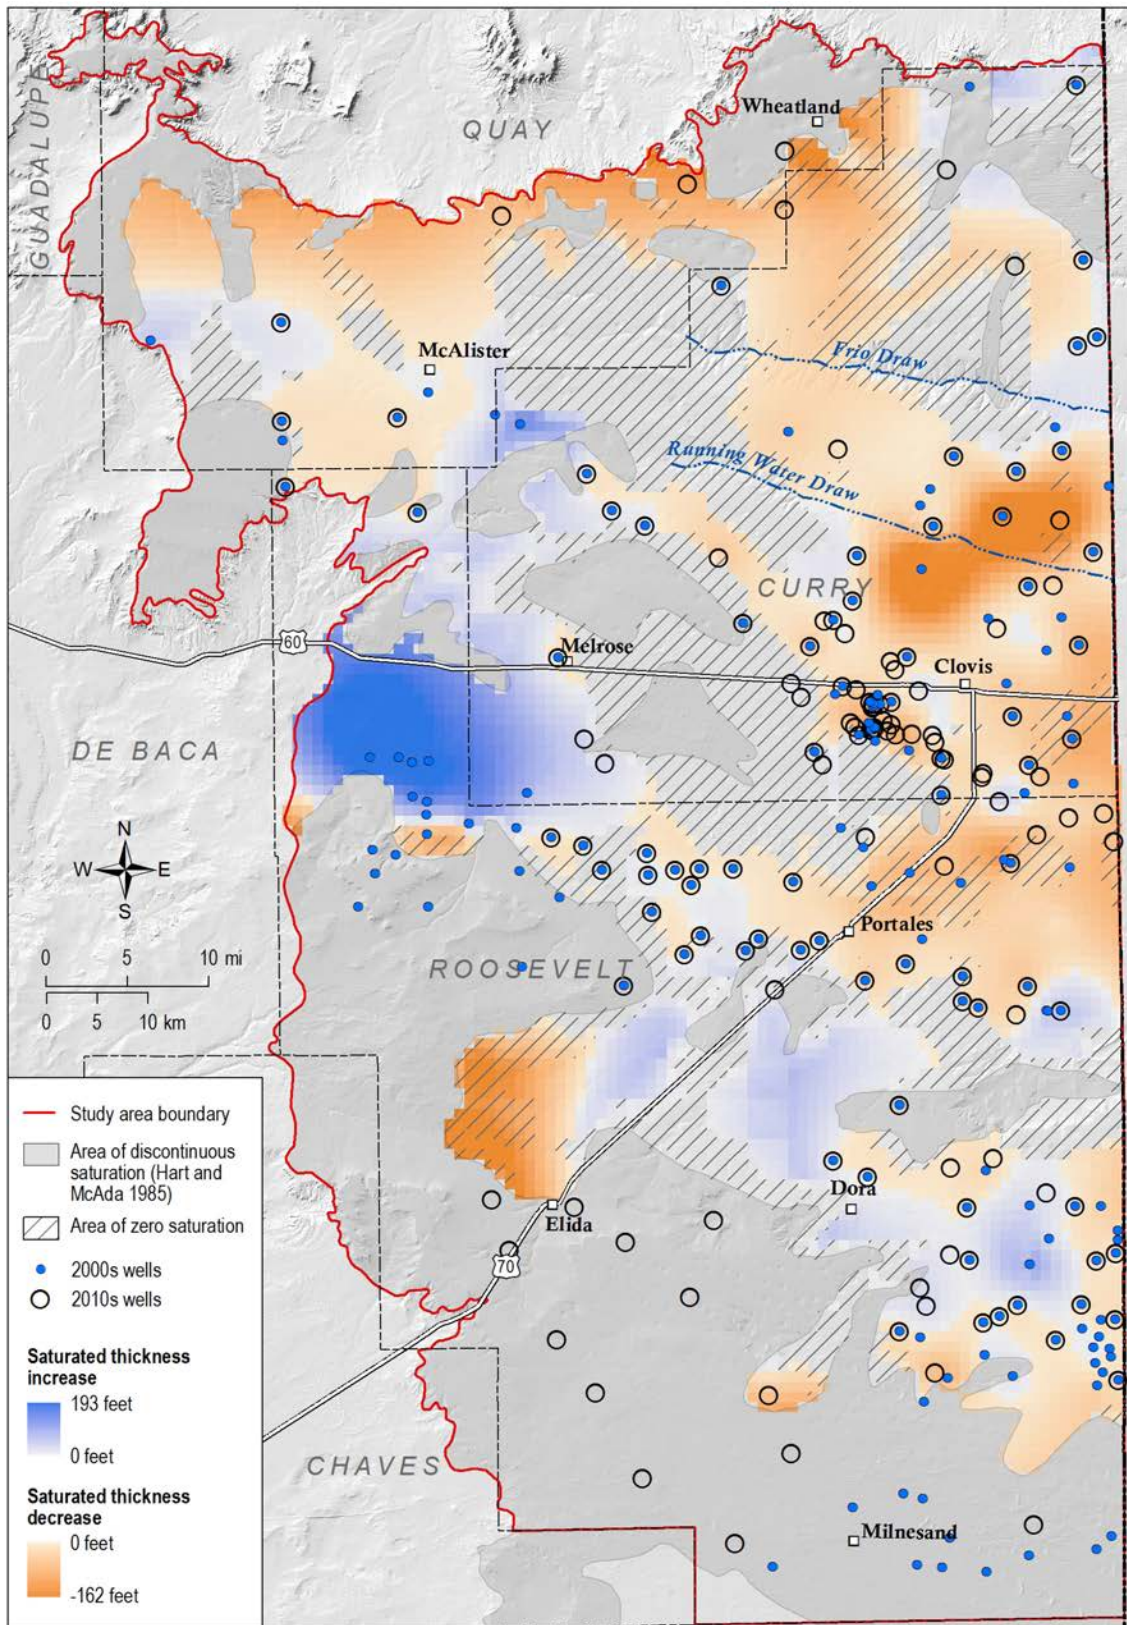 Wheatland
QUAY
GUADALUPE
McAlister
Frio Draw
Running Water Draw
CURRY
60
Melrose
Clovis
DE BACA
N
W
E
S
0 5 10 mi
0 5 10 km
Portales
ROOSEVELT
Dora
Elida
70
CHAVES
Milnesand
Study area boundary
Area of discontinuous
saturation (Hart and
McAda 1985)
Area of zero saturation
2000s wells
2010s wells
Saturated thickness
increase
193 feet
0 feet
Saturated thickness
decrease
0 feet
-162 feet